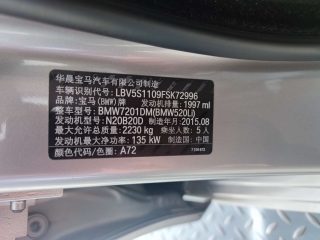 华晨宝马汽车有限公司制造
车辆识别代号: LBV5S1109FSK72996
品牌: 宝马(BMW)牌 发动机排量: 1997 ml
整车型号: BMW7201DM(BMW520Li)
发动机型号: N20B20D 制造年月: 2015.08
最大允许总质量: 2230 kg 乘坐人数: 5 人
发动机最大净功率: 135 kW 制造国: 中国
颜色代码/色卷: A72